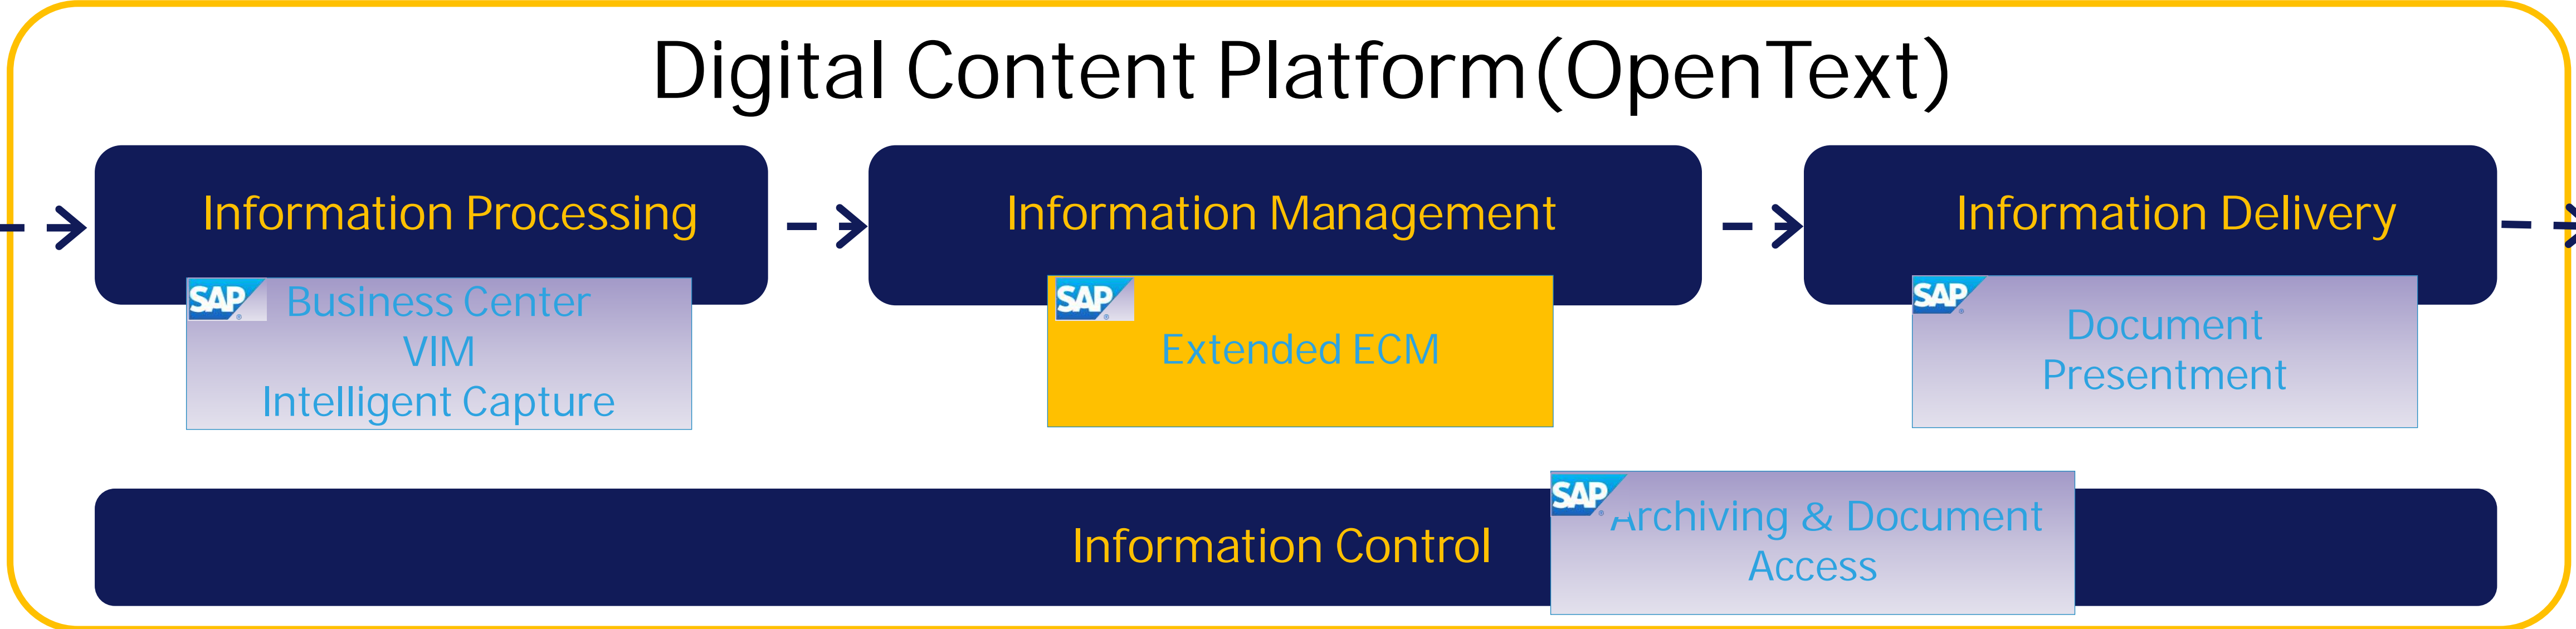 Digital Content Platform(OpenText)
Information Processing
Information Management
Information Delivery
SAP®
Business Center
VIM
Intelligent Capture
SAP®
Extended ECM
SAP®
Document
Presentment
Information Control
SAP®
Archiving & Document
Access